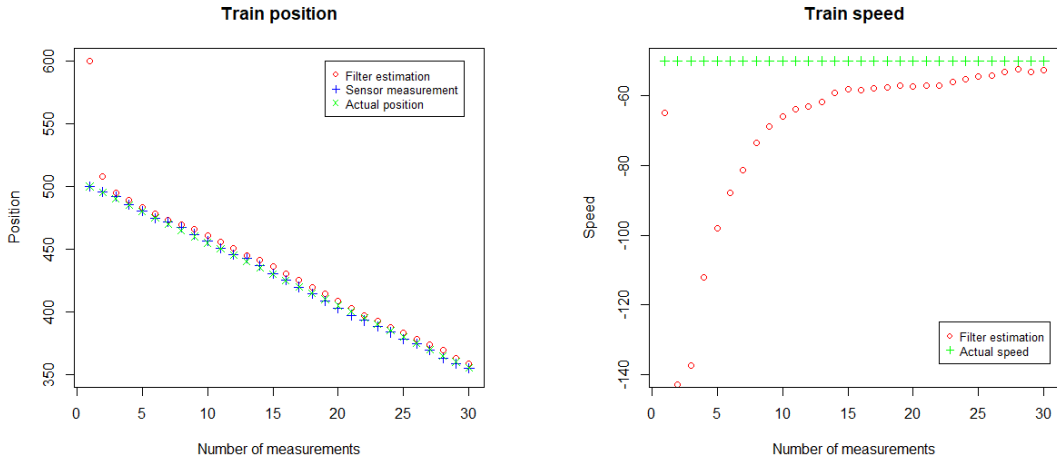 Train position
Position
600
550
500
450
400
350
Filter estimation
Sensor measurement
Actual position
0 5 10 15 20 25 30
Number of measurements
Train speed
Speed
-60
-80
-100
-120
-140
Filter estimation
Actual speed
0 5 10 15 20 25 30
Number of measurements